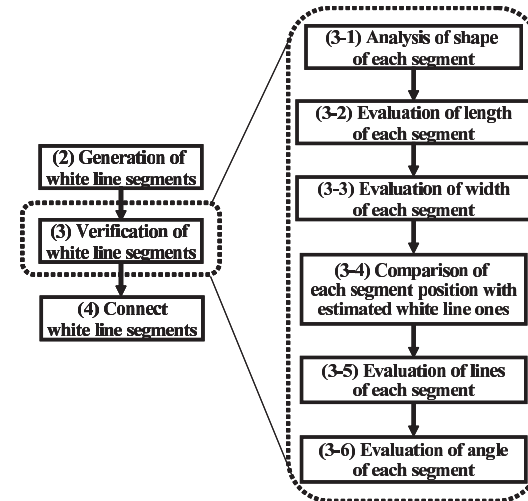 (2) Generation of
white line segments
(3) Verification of
white line segments
(4) Connect
white line segments
(3-1) Analysis of shape
of each segment
(3-2) Evaluation of length
of each segment
(3-3) Evaluation of width
of each segment
(3-4) Comparison of
each segment position with
estimated white line ones
(3-5) Evaluation of lines
of each segment
(3-6) Evaluation of angle
of each segment